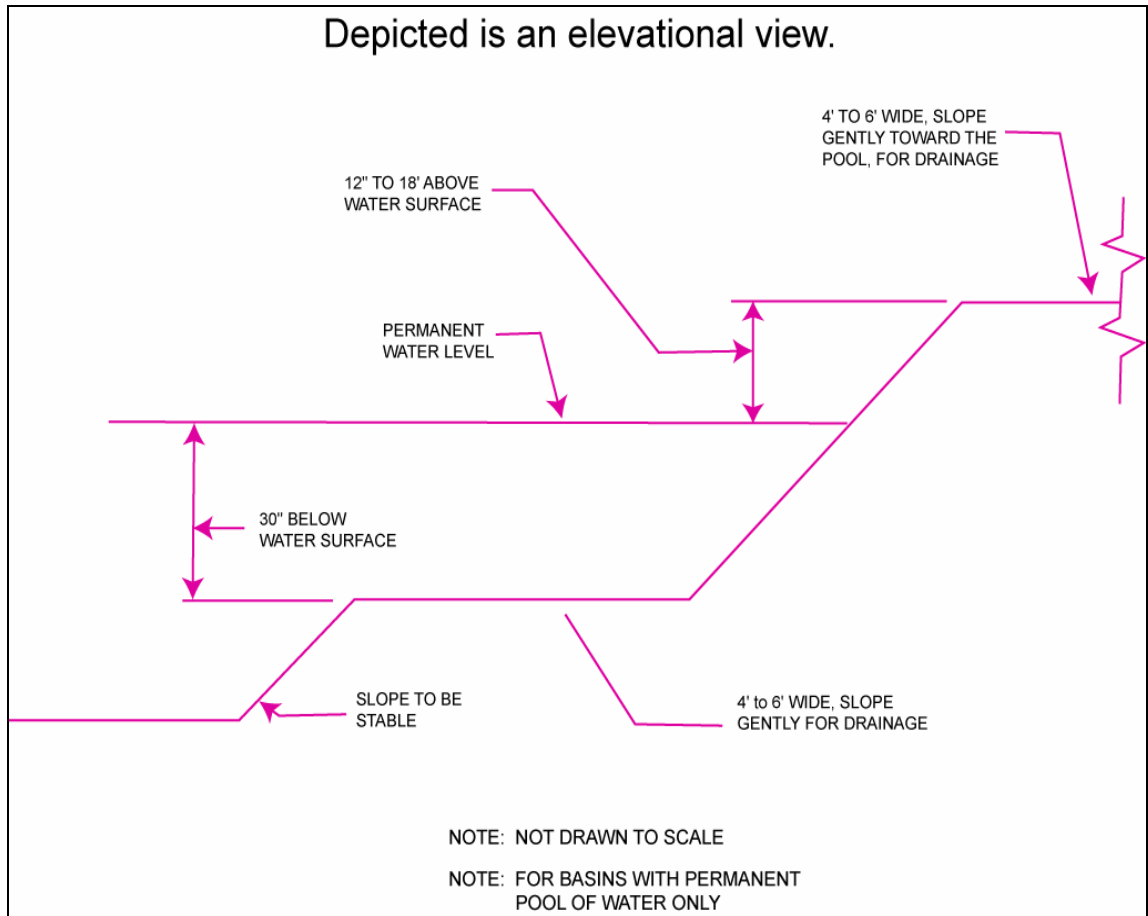 Depicted is an elevational view.
4' TO 6' WIDE, SLOPE
GENTLY TOWARD THE
POOL, FOR DRAINAGE
12" TO 18' ABOVE
WATER SURFACE
PERMANENT
WATER LEVEL
30" BELOW
WATER SURFACE
SLOPE TO BE
STABLE
4' to 6' WIDE, SLOPE
GENTLY FOR DRAINAGE
NOTE: NOT DRAWN TO SCALE
NOTE: FOR BASINS WITH PERMANENT
POOL OF WATER ONLY